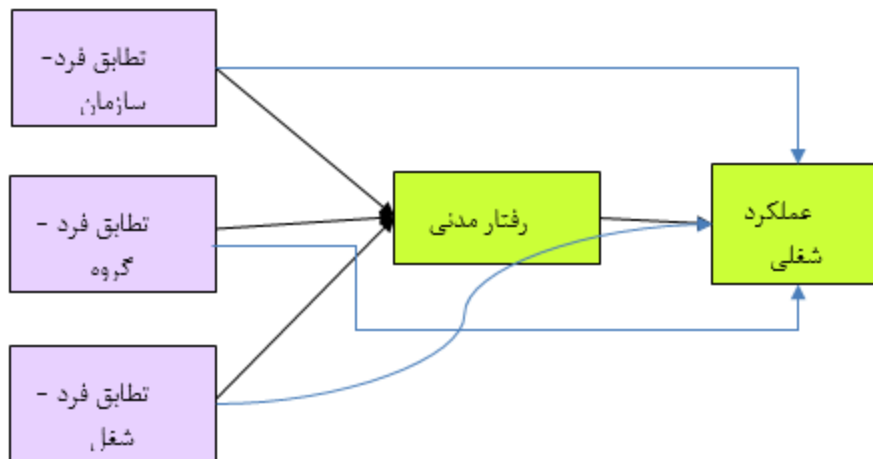 تطابق فرد-
سازمان
تطابق فرد -
گروه
تطابق فرد -
شغل
رفتار مدنی
عملکرد
شغلی